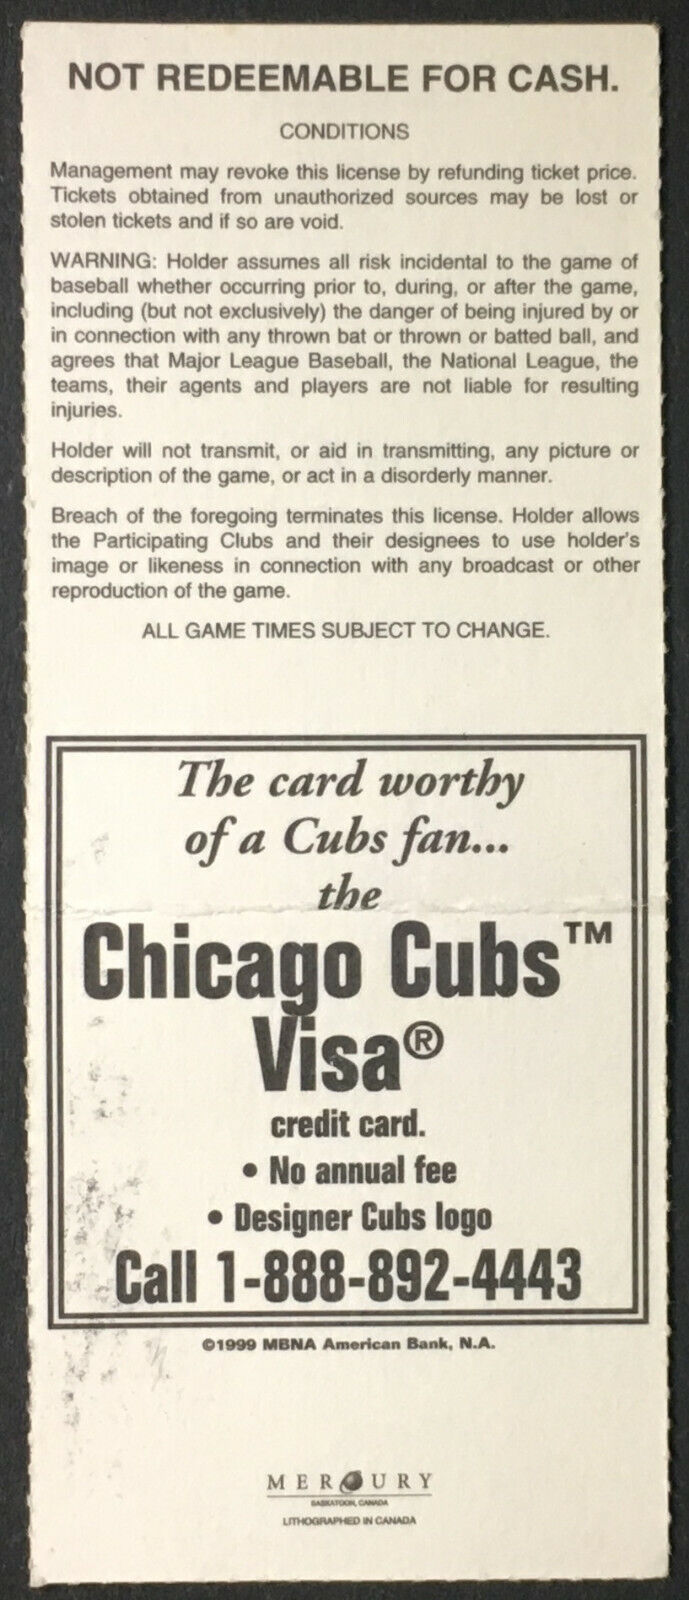 NOT REDEEMABLE FOR CASH.
CONDITIONS
Management may revoke this license by refunding ticket price.
Tickets obtained from unauthorized sources may be lost or
stolen tickets and if so are void.
WARNING: Holder assumes all risk incidental to the game of
baseball whether occurring prior to, during, or after the game,
including (but not exclusively) the danger of being injured by or
in connection with any thrown bat or thrown or batted ball, and
agrees that Major League Baseball, the National League, the
teams, their agents and players are not liable for resulting
injuries.
Holder will not transmit, or aid in transmitting, any picture or
description of the game, or act in a disorderly manner.
Breach of the foregoing terminates this license. Holder allows
the Participating Clubs and their designees to use holder's
image or likeness in connection with any broadcast or other
reproduction of the game.
ALL GAME TIMES SUBJECT TO CHANGE.
The card worthy
of a Cubs fan...
the
Chicago Cubs™
Visa®
credit card.
• No annual fee
• Designer Cubs logo
Call 1-888-892-4443
©1999 MBNA American Bank, N.A.
MERCURY
SASKATOON, CANADA
LITHOGRAPHED IN CANADA